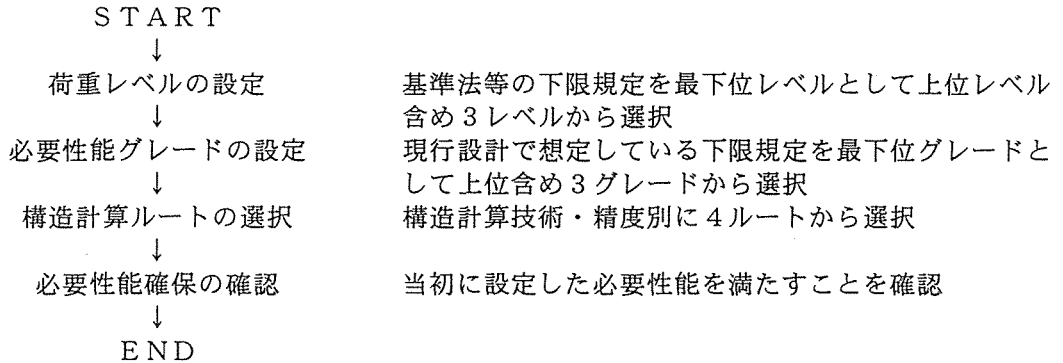 ＳＴＡＲＴ
↓
荷重レベルの設定　基準法等の下限規定を最下位レベルとして上位レベル
↓　含め３レベルから選択
必要性能グレードの設定　現行設計で想定している下限規定を最下位グレードと
↓　して上位含め３グレードから選択
構造計算ルートの選択　構造計算技術・精度別に４ルートから選択
↓
必要性能確保の確認　当初に設定した必要性能を満たすことを確認
↓
ＥＮＤ